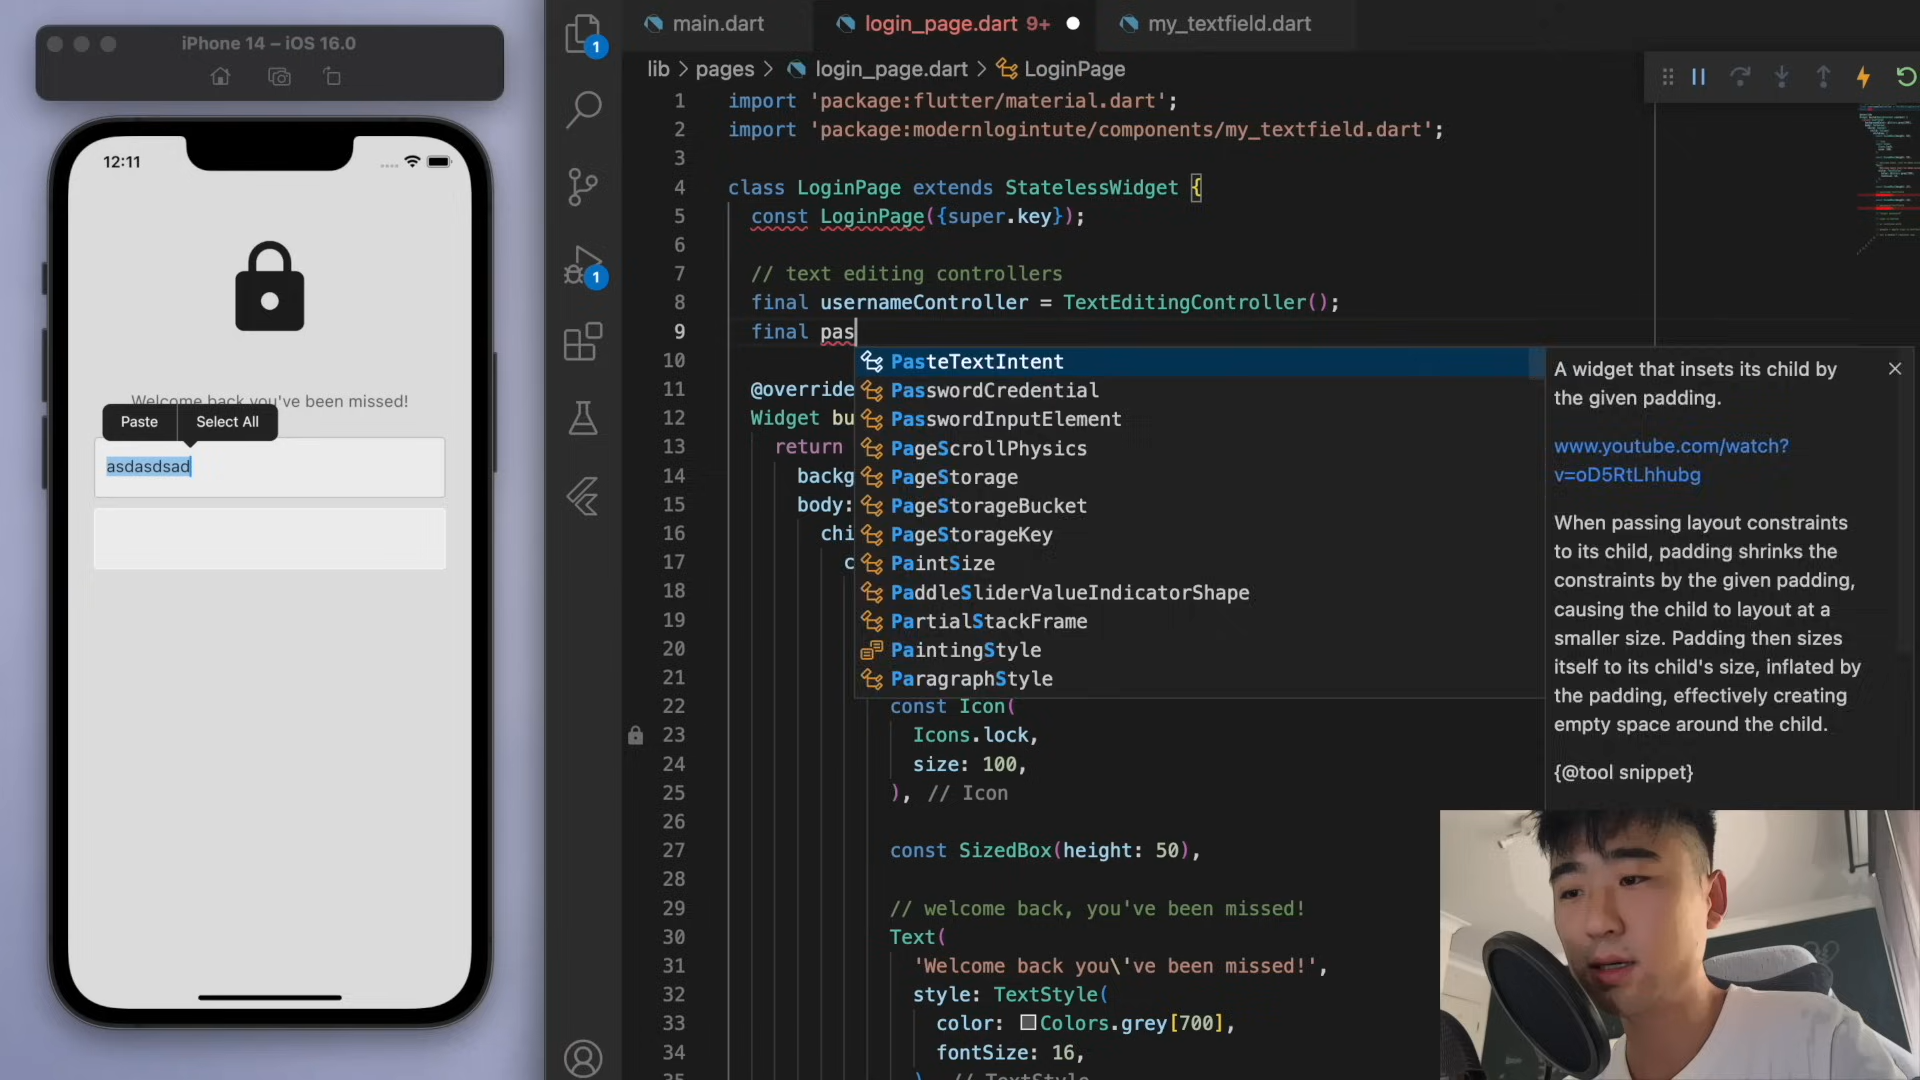 iPhone 14 – iOS 16.0
12:11
Welcome back you've been missed!
Paste
Select All
asdasdsad
1
1
main.dart
login_page.dart 9+
my_textfield.dart
lib > pages > login_page.dart > LoginPage
1 import 'package:flutter/material.dart';
2 import 'package:modernlogintute/components/my_textfield.dart';
3
4 class LoginPage extends StatelessWidget {
5 const LoginPage({super.key});
6
7 // text editing controllers
8 final usernameController = TextEditingController();
9 final pas
10
11 @override
12 Widget bu
13 return
14 backg
15 body:
16 chi
17 c
18
19
20
21
PasteTextIntent
PasswordCredential
PasswordInputElement
PageScrollPhysics
PageStorage
PageStorageBucket
PageStorageKey
PaintSize
PaddleSliderValueIndicatorShape
PartialStackFrame
PaintingStyle
ParagraphStyle
A widget that insets its child by
the given padding.
www.youtube.com/watch?
v=oD5RtLhhubg
When passing layout constraints
to its child, padding shrinks the
constraints by the given padding,
causing the child to layout at a
smaller size. Padding then sizes
itself to its child's size, inflated by
the padding, effectively creating
empty space around the child.
{@tool snippet}
22 const Icon(
23 Icons.lock,
24 size: 100,
25 ), // Icon
26
27 const SizedBox(height: 50),
28
29 // welcome back, you've been missed!
30 Text(
31 'Welcome back you\'ve been missed!',
32 style: TextStyle(
33 color: Colors.grey[700],
34 fontSize: 16,
35 ), // TextStyle